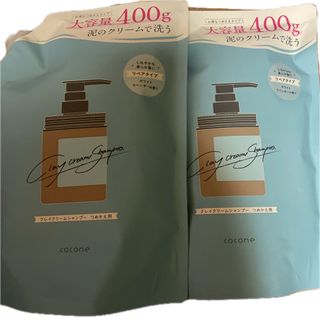 大容量400g
泥のクリームで洗う
リペアタイプ
Clay cream Shampoo.
クレイクリームシャンプー つめかえ用
cocone
大容量400g
泥のクリームで洗う
リペアタイプ
Clay cream Shampoo.
クレイクリームシャンプー つめかえ用
cocone